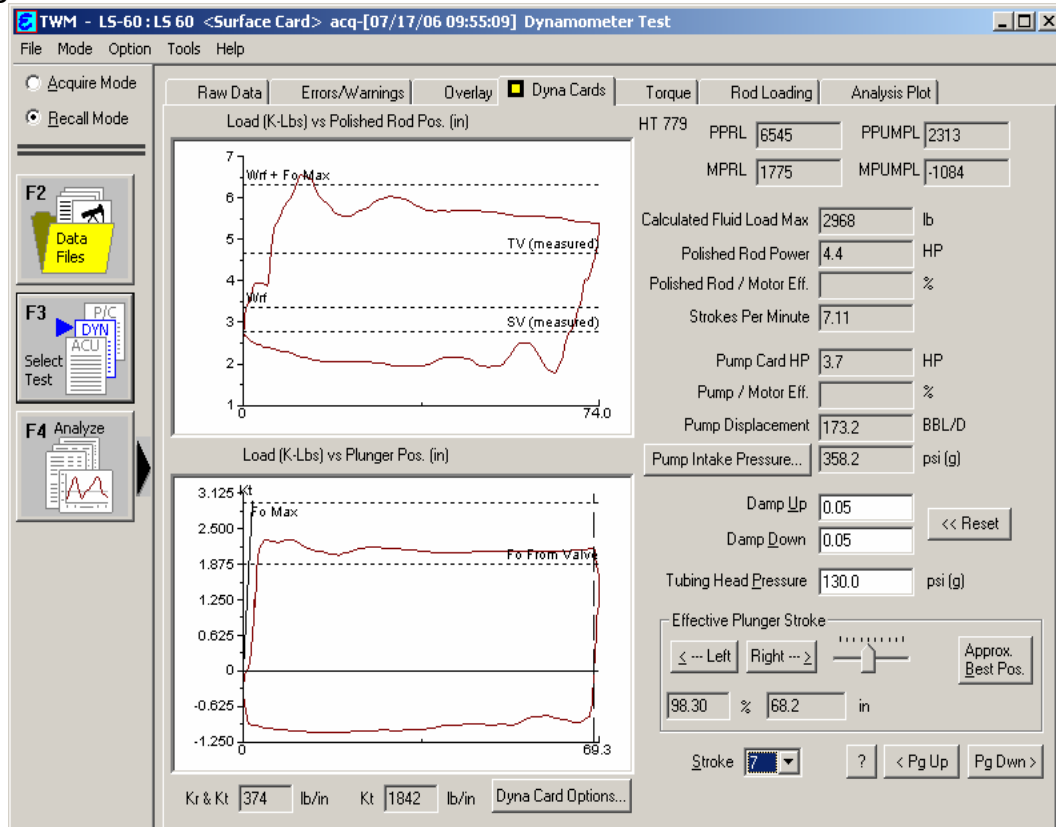 TWM - LS-60 : LS 60 <Surface Card> acq-[07/17/06 09:55:09] Dynamometer Test
File Mode Option Tools Help
Acquire Mode
Recall Mode
F2
Data
Files
F3
P/C
DYN
ACU
Select
Test
F4 Analyze
Raw Data Errors/Warnings Overlay Dyna Cards Torque Rod Loading Analysis Plot
Load (K-Lbs) vs Polished Rod Pos. (in)
7
6
5
4
3
2
1
Wrf + Fo Max
TV (measured)
Wrf
SV (measured)
0 74.0
Load (K-Lbs) vs Plunger Pos. (in)
3.125
2.500
1.875
1.250
0.625
0
-0.625
-1.250
Kt
Fo Max
Fo From Valve
0 69.3
Kr & Kt 374 lb/in Kt 1842 lb/in Dyna Card Options...
HT 779
PPRL 6545 PPUMPL 2313
MPRL 1775 MPUMPL -1084
Calculated Fluid Load Max 2968 lb
Polished Rod Power 4.4 HP
Polished Rod / Motor Eff. %
Strokes Per Minute 7.11
Pump Card HP 3.7 HP
Pump / Motor Eff. %
Pump Displacement 173.2 BBL/D
Pump Intake Pressure... 358.2 psi (g)
Damp Up 0.05
Damp Down 0.05
<< Reset
Tubing Head Pressure 130.0 psi (g)
Effective Plunger Stroke
< --- Left Right --- >
Approx.
Best Pos.
98.30 % 68.2 in
Stroke 7 ? < Pg Up Pg Dwn >